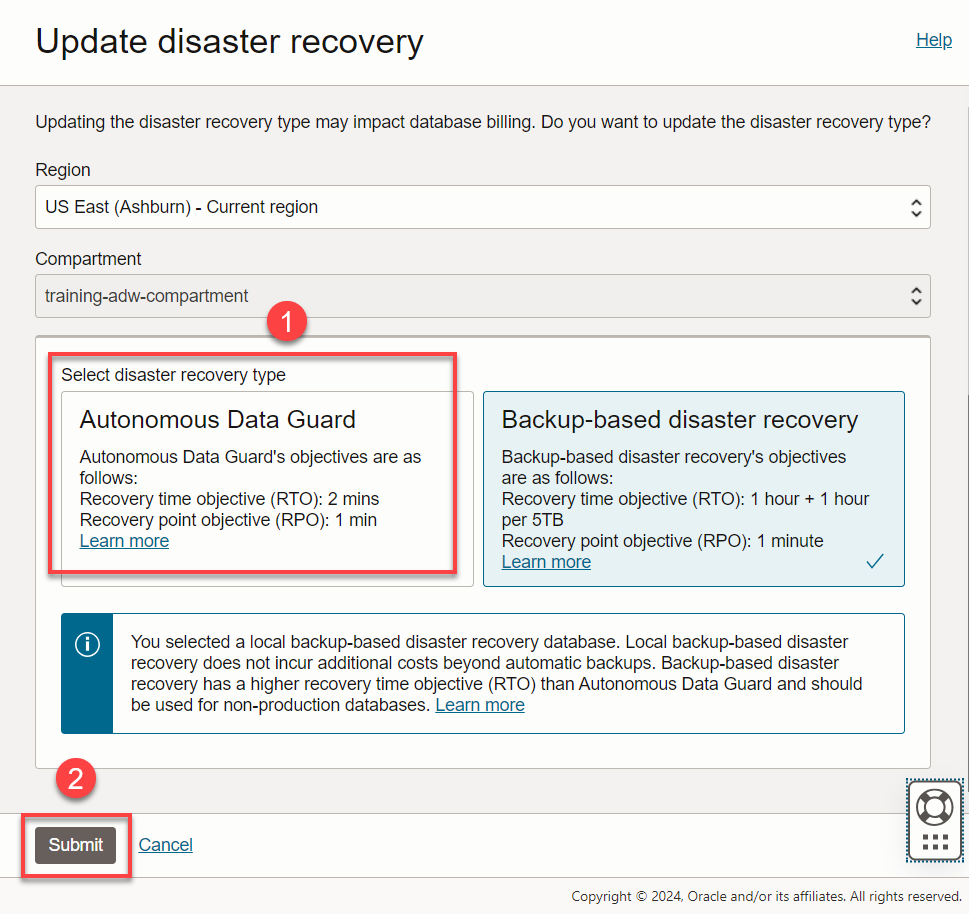 Update disaster recovery
Help
Updating the disaster recovery type may impact database billing. Do you want to update the disaster recovery type?
Region
US East (Ashburn) - Current region
Compartment
training-adw-compartment
1
Select disaster recovery type
Autonomous Data Guard
Autonomous Data Guard's objectives are as
follows:
Recovery time objective (RTO): 2 mins
Recovery point objective (RPO): 1 min
Learn more
Backup-based disaster recovery
Backup-based disaster recovery's objectives
are as follows:
Recovery time objective (RTO): 1 hour + 1 hour
per 5TB
Recovery point objective (RPO): 1 minute
Learn more
You selected a local backup-based disaster recovery database. Local backup-based disaster
recovery does not incur additional costs beyond automatic backups. Backup-based disaster
recovery has a higher recovery time objective (RTO) than Autonomous Data Guard and should
be used for non-production databases. Learn more
2
Submit
Cancel
Copyright © 2024, Oracle and/or its affiliates. All rights reserved.